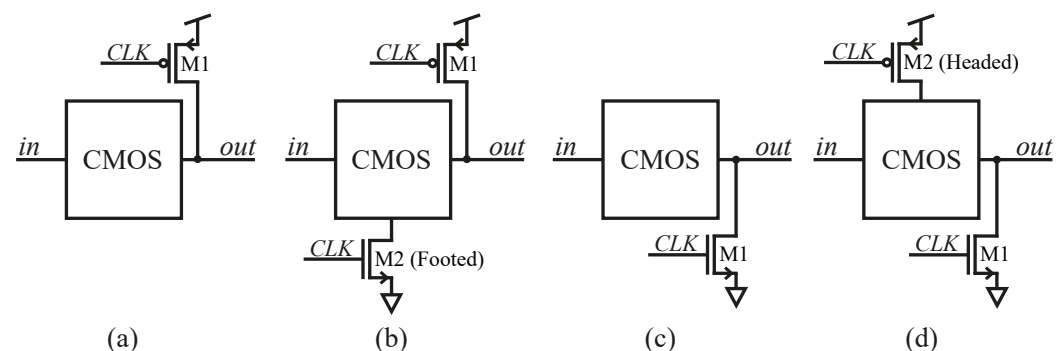 CLK M1
in CMOS out
(a)
CLK M1
in CMOS out
CLK M2 (Footed)
(b)
in CMOS out
CLK M1
(c)
CLK M2 (Headed)
in CMOS out
CLK M1
(d)